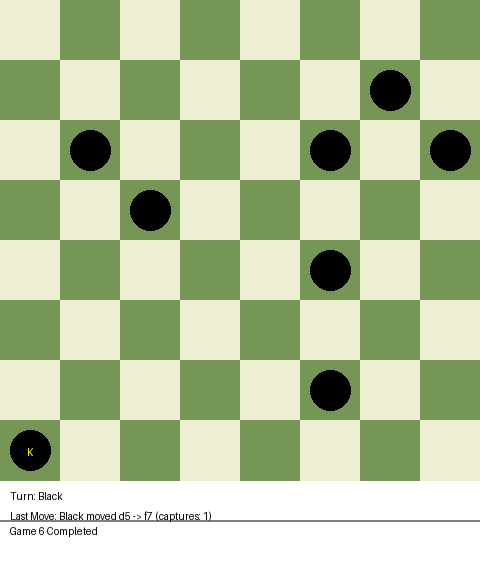 K
Turn: Black
Last Move: Black moved d5 -> f7 (captures: 1)
Game 6 Completed